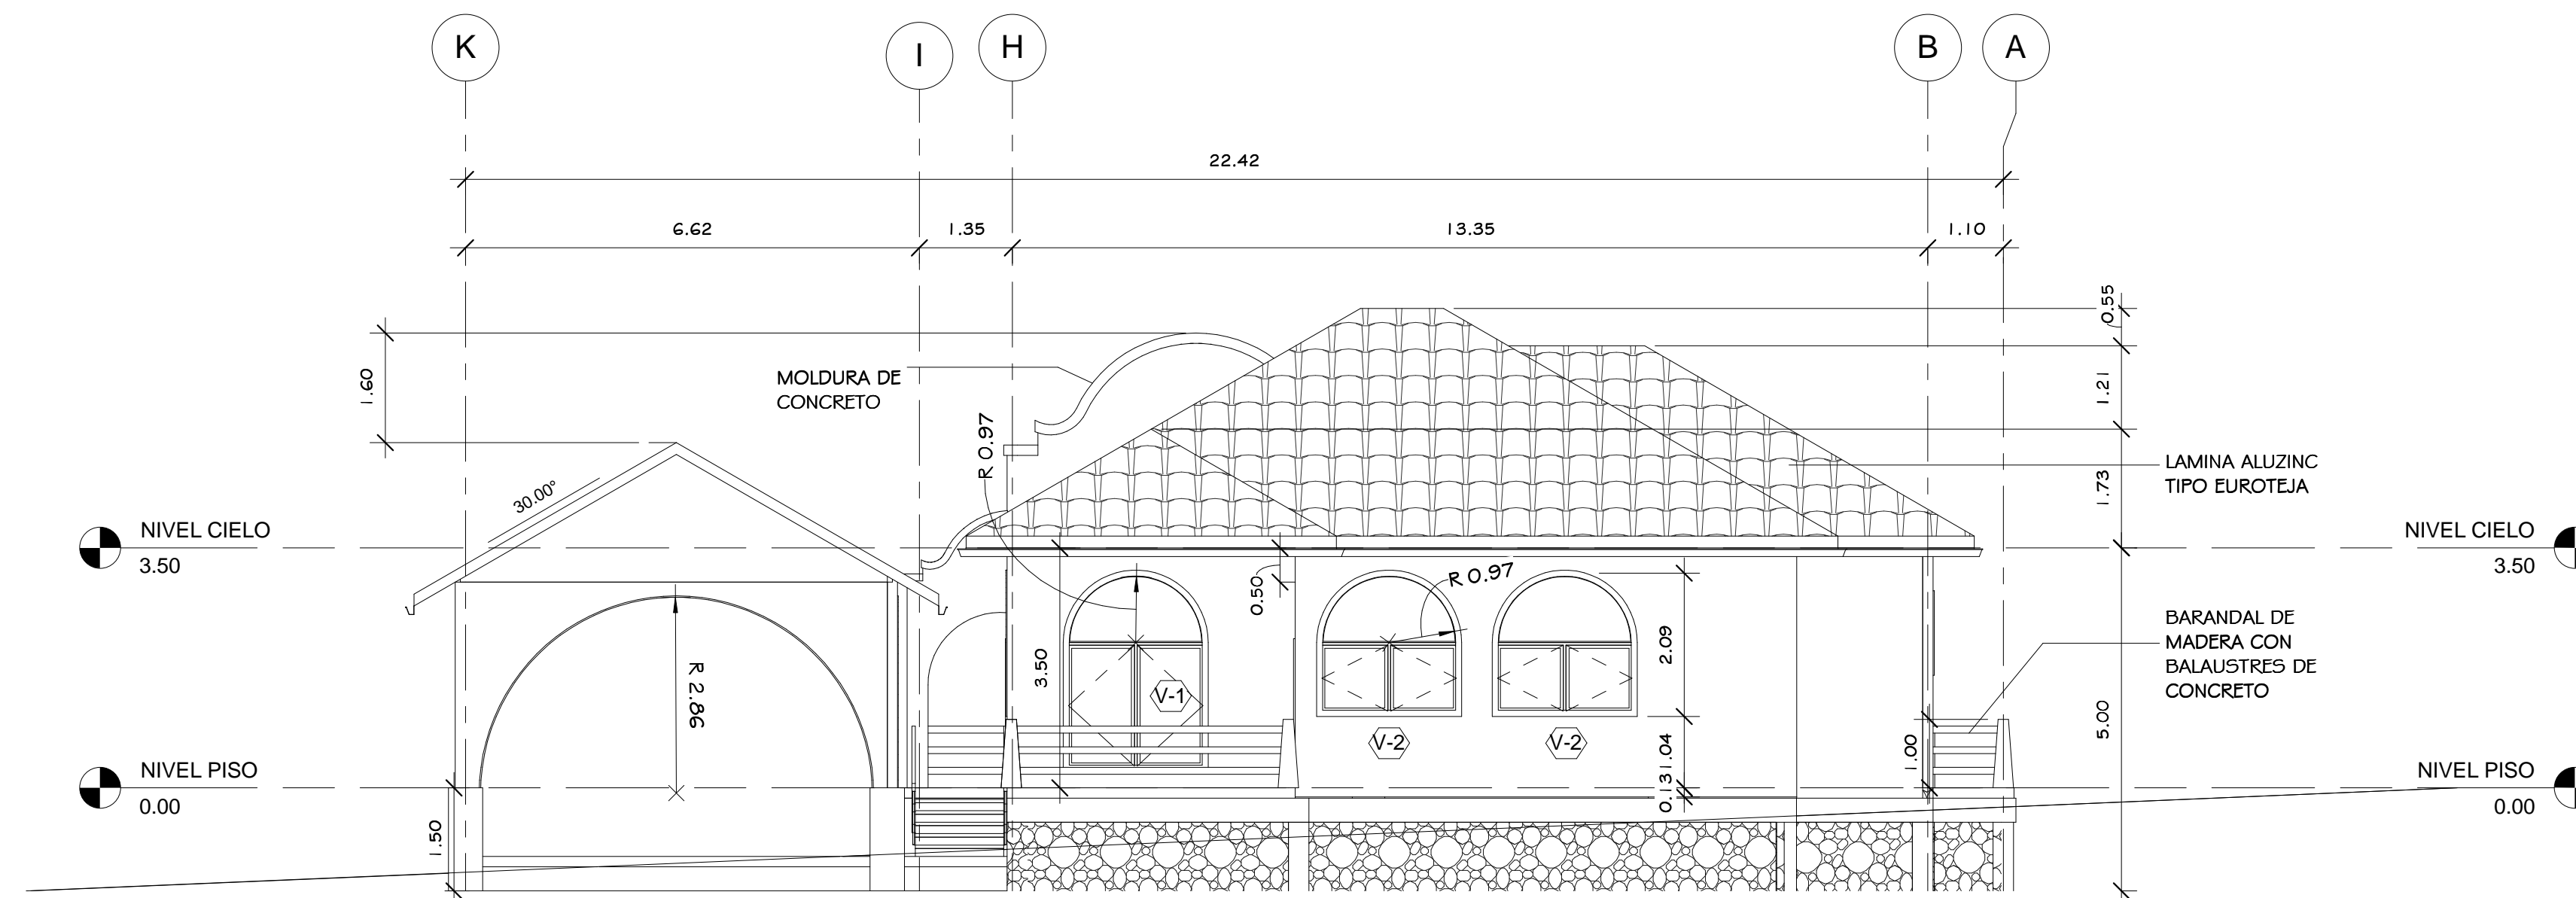 K
I
H
B
A
22.42
6.62
1.35
13.35
1.10
0.55
1.60
MOLDURA DE
CONCRETO
R 0.97
1.21
LAMINA ALUZINC
TIPO EUROTEJA
1.73
30.00°
NIVEL CIELO
3.50
NIVEL CIELO
3.50
0.50
R 0.97
BARANDAL DE
MADERA CON
BALAUSTRES DE
CONCRETO
3.50
2.09
R 2.86
V-1
V-2
V-2
5.00
1.04
0.13
1.00
NIVEL PISO
0.00
NIVEL PISO
0.00
1.50